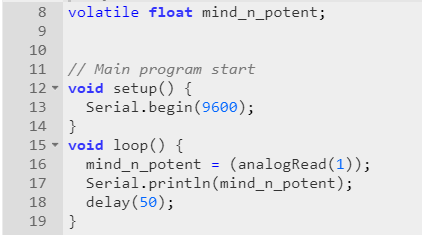 8 volatile float mind_n_potent;
9
10
11 // Main program start
12 void setup() {
13 Serial.begin(9600);
14 }
15 void loop() {
16 mind_n_potent = (analogRead(1));
17 Serial.println(mind_n_potent);
18 delay(50);
19 }